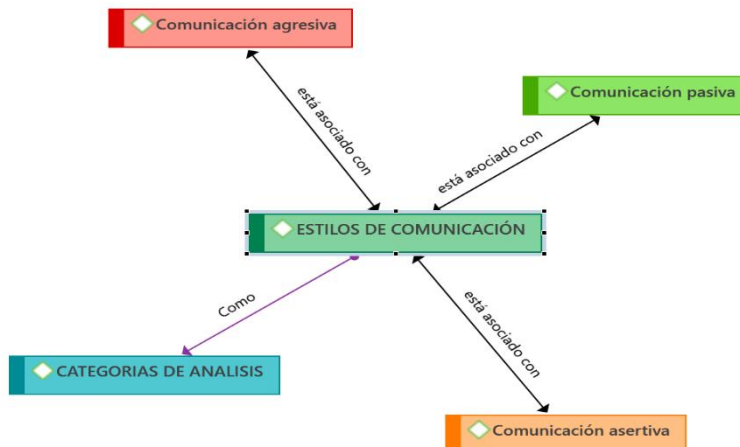 Comunicación agresiva
Comunicación pasiva
está asociado con
está asociado con
ESTILOS DE COMUNICACIÓN
Como
está asociado con
CATEGORIAS DE ANALISIS
Comunicación asertiva